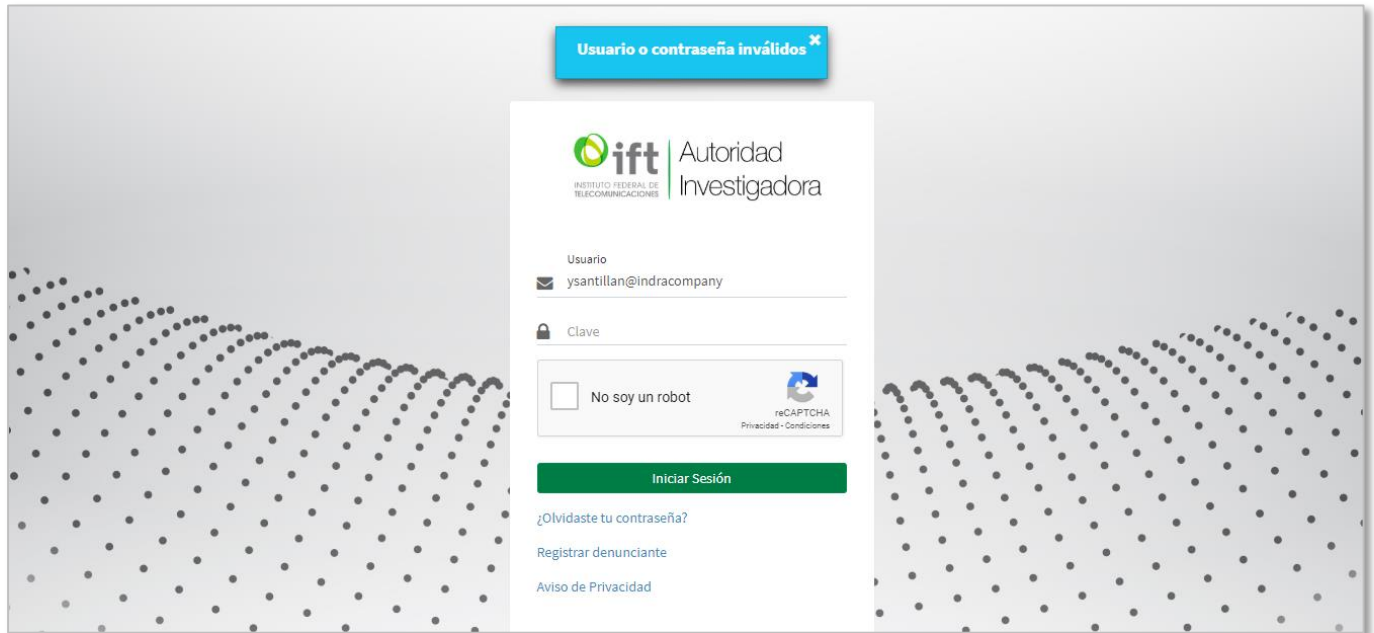 Usuario o contraseña inválidos
ift
INSTITUTO FEDERAL DE
TELECOMUNICACIONES
Autoridad
Investigadora
Usuario
ysantillan@indracompany
Clave
No soy un robot
reCAPTCHA
Privacidad - Condiciones
Iniciar Sesión
¿Olvidaste tu contraseña?
Registrar denunciante
Aviso de Privacidad